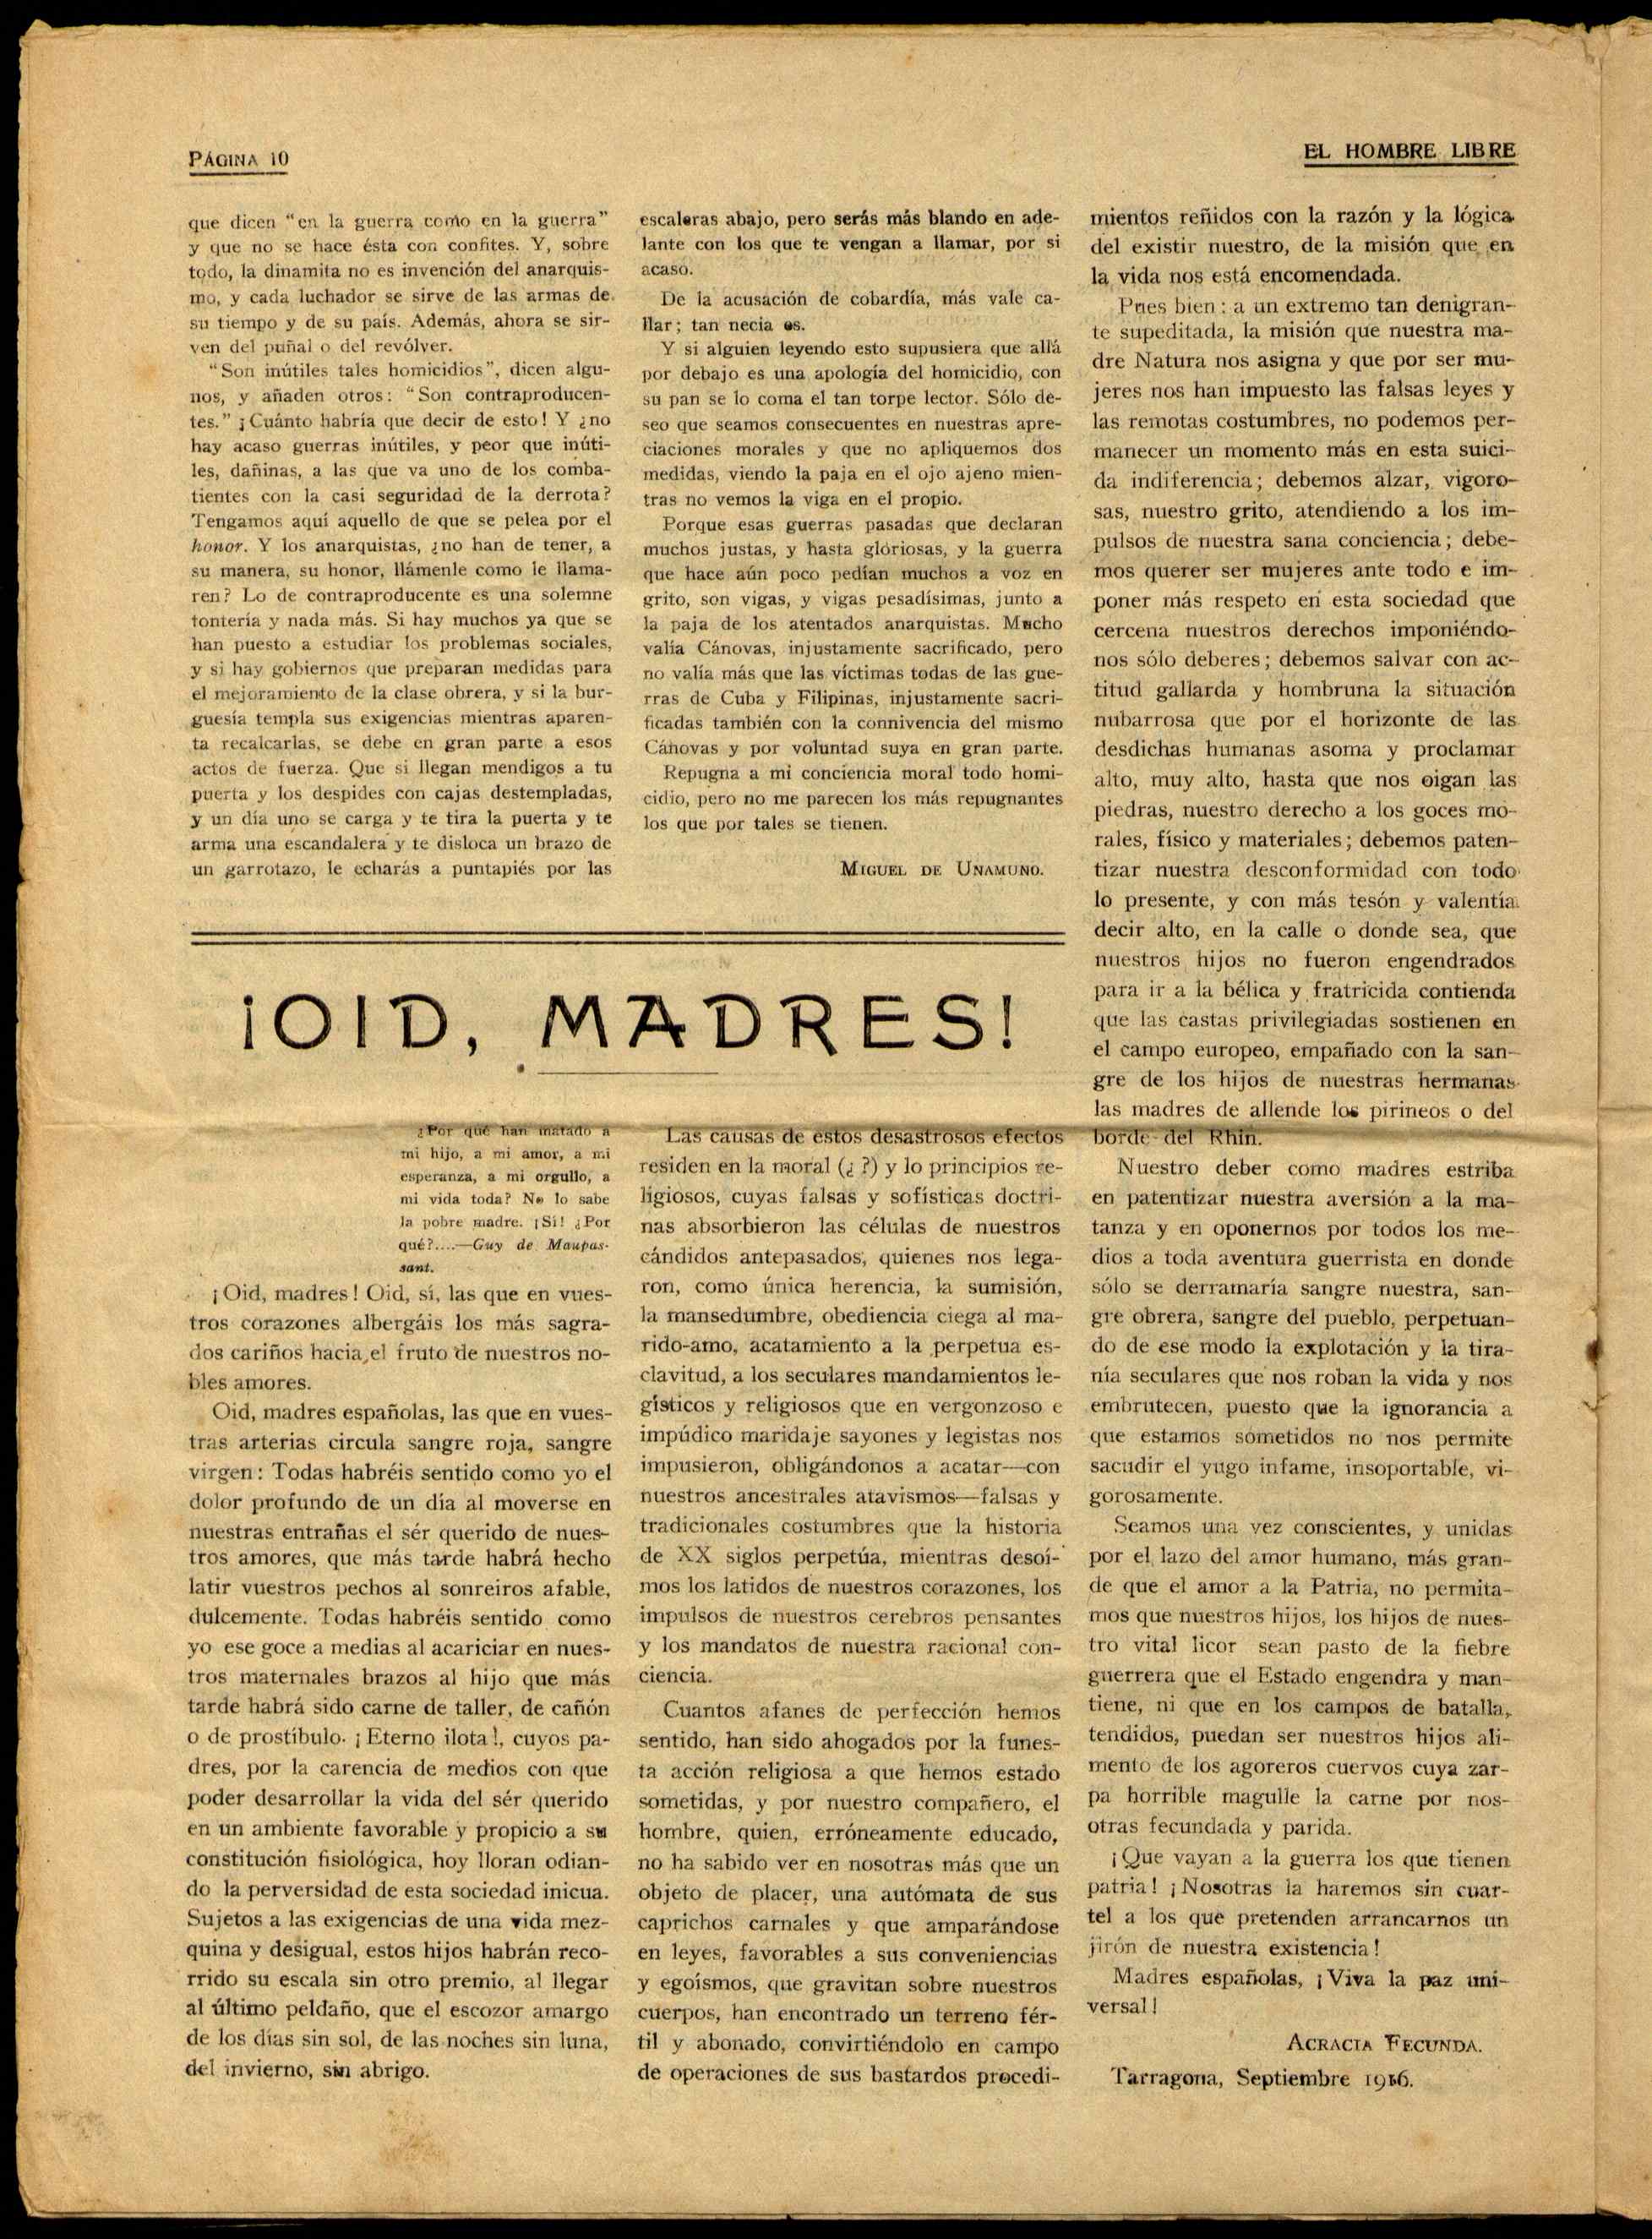 PÁGINA 10
EL HOMBRE LIBRE
que dicen "en la guerra como en la guerra"
y que no se hace ésta con confites. Y, sobre
todo, la dinamita no es invención del anarquis-
mo, y cada luchador se sirve de las armas de
su tiempo y de su país. Además, ahora se sir-
ven del puñal o del revólver.
"Son inútiles tales homicidios", dicen algu-
nos, y añaden otros: "Son contraproducen-
tes." ¡Cuánto habría que decir de esto! Y ¿no
hay acaso guerras inútiles, y peor que inúti-
les, dañinas, a las que va uno de los comba-
tientes con la casi seguridad de la derrota?
Tengamos aquí aquello de que se pelea por el
honor. Y los anarquistas, ¿no han de tener, a
su manera, su honor, llámenle como le llama-
ren? Lo de contraproducente es una solemne
tontería y nada más. Si hay muchos ya que se
han puesto a estudiar los problemas sociales,
y si hay gobiernos que preparan medidas para
el mejoramiento de la clase obrera, y si la bur-
guesía templa sus exigencias mientras aparen-
ta recalcarlas, se debe en gran parte a esos
actos de fuerza. Que si llegan mendigos a tu
puerta y los despides con cajas destempladas,
y un día uno se carga y te tira la puerta y te
arma una escandalera y te disloca un brazo de
un garrotazo, le echarás a puntapiés por las
escaleras abajo, pero serás más blando en ade-
lante con los que te vengan a llamar, por si
acaso.
De la acusación de cobardía, más vale ca-
llar; tan necia es.
Y si alguien leyendo esto supusiera que allá
por debajo es una apología del homicidio, con
su pan se lo coma el tan torpe lector. Sólo de-
seo que seamos consecuentes en nuestras apre-
ciaciones morales y que no apliquemos dos
medidas, viendo la paja en el ojo ajeno mien-
tras no vemos la viga en el propio.
Porque esas guerras pasadas que declaran
muchos justas, y hasta gloriosas, y la guerra
que hace aún poco pedían muchos a voz en
grito, son vigas, y vigas pesadísimas, junto a
la paja de los atentados anarquistas. Mucho
valía Cánovas, injustamente sacrificado, pero
no valía más que las víctimas todas de las gue-
rras de Cuba y Filipinas, injustamente sacri-
ficadas también con la connivencia del mismo
Cánovas y por voluntad suya en gran parte.
Repugna a mi conciencia moral todo homi-
cidio, pero no me parecen los más repugnantes
los que por tales se tienen.
MIGUEL DE UNAMUNO.
¡OID, MADRES!
¿Por qué han matado a
mi hijo, a mi amor, a mi
esperanza, a mi orgullo, a
mi vida toda? No lo sabe
la pobre madre. ¡Sí! ¿Por
qué?....—Guy de Maupas-
sant.
¡Oid, madres! Oid, sí, las que en vues-
tros corazones albergáis los más sagra-
dos cariños hacia el fruto de nuestros no-
bles amores.
Oid, madres españolas, las que en vues-
tras arterias circula sangre roja, sangre
virgen: Todas habréis sentido como yo el
dolor profundo de un día al moverse en
nuestras entrañas el sér querido de nues-
tros amores, que más tarde habrá hecho
latir vuestros pechos al sonreiros afable,
dulcemente. Todas habréis sentido como
yo ese goce a medias al acariciar en nues-
tros maternales brazos al hijo que más
tarde habrá sido carne de taller, de cañón
o de prostíbulo. ¡Eterno ilota!, cuyos pa-
dres, por la carencia de medios con que
poder desarrollar la vida del sér querido
en un ambiente favorable y propicio a su
constitución fisiológica, hoy lloran odian-
do la perversidad de esta sociedad inicua.
Sujetos a las exigencias de una vida mez-
quina y desigual, estos hijos habrán reco-
rrido su escala sin otro premio, al llegar
al último peldaño, que el escozor amargo
de los días sin sol, de las noches sin luna,
del invierno, sin abrigo.
Las causas de estos desastrosos efectos
residen en la moral (¿ ?) y lo principios re-
ligiosos, cuyas falsas y sofísticas doctri-
nas absorbieron las células de nuestros
cándidos antepasados, quienes nos lega-
ron, como única herencia, la sumisión,
la mansedumbre, obediencia ciega al ma-
rido-amo, acatamiento a la perpetua es-
clavitud, a los seculares mandamientos le-
gísticos y religiosos que en vergonzoso e
impúdico maridaje sayones y legistas nos
impusieron, obligándonos a acatar—con
nuestros ancestrales atavismos—falsas y
tradicionales costumbres que la historia
de XX siglos perpetúa, mientras desoí-
mos los latidos de nuestros corazones, los
impulsos de nuestros cerebros pensantes
y los mandatos de nuestra racional con-
ciencia.
Cuantos afanes de perfección hemos
sentido, han sido ahogados por la funes-
ta acción religiosa a que hemos estado
sometidas, y por nuestro compañero, el
hombre, quien, erróneamente educado,
no ha sabido ver en nosotras más que un
objeto de placer, una autómata de sus
caprichos carnales y que amparándose
en leyes, favorables a sus conveniencias
y egoísmos, que gravitan sobre nuestros
cuerpos, han encontrado un terreno fér-
til y abonado, convirtiéndolo en campo
de operaciones de sus bastardos procedi-
mientos reñidos con la razón y la lógica
del existir nuestro, de la misión que en
la vida nos está encomendada.
Pues bien: a un extremo tan denigran-
te supeditada, la misión que nuestra ma-
dre Natura nos asigna y que por ser mu-
jeres nos han impuesto las falsas leyes y
las remotas costumbres, no podemos per-
manecer un momento más en esta suici-
da indiferencia; debemos alzar, vigoro-
sas, nuestro grito, atendiendo a los im-
pulsos de nuestra sana conciencia; debe-
mos querer ser mujeres ante todo e im-
poner más respeto en esta sociedad que
cercena nuestros derechos imponiéndo-
nos sólo deberes; debemos salvar con ac-
titud gallarda y hombruna la situación
nubarrosa que por el horizonte de las
desdichas humanas asoma y proclamar
alto, muy alto, hasta que nos oigan las
piedras, nuestro derecho a los goces mo-
rales, físico y materiales; debemos paten-
tizar nuestra desconformidad con todo
lo presente, y con más tesón y valentía
decir alto, en la calle o donde sea, que
nuestros hijos no fueron engendrados
para ir a la bélica y fratricida contienda
que las castas privilegiadas sostienen en
el campo europeo, empañado con la san-
gre de los hijos de nuestras hermanas
las madres de allende los pirineos o del
borde del Rhin.
Nuestro deber como madres estriba
en patentizar nuestra aversión a la ma-
tanza y en oponernos por todos los me-
dios a toda aventura guerrista en donde
sólo se derramaría sangre nuestra, san-
gre obrera, sangre del pueblo, perpetuan-
do de ese modo la explotación y la tira-
nía seculares que nos roban la vida y nos
embrutecen, puesto que la ignorancia a
que estamos sometidos no nos permite
sacudir el yugo infame, insoportable, vi-
gorosamente.
Seamos una vez conscientes, y unidas
por el lazo del amor humano, más gran-
de que el amor a la Patria, no permita-
mos que nuestros hijos, los hijos de nues-
tro vital licor sean pasto de la fiebre
guerrera que el Estado engendra y man-
tiene, ni que en los campos de batalla,
tendidos, puedan ser nuestros hijos ali-
mento de los agoreros cuervos cuya zar-
pa horrible magulle la carne por nos-
otras fecundada y parida.
¡Que vayan a la guerra los que tienen
patria! ¡Nosotras la haremos sin cuar-
tel a los que pretenden arrancarnos un
jirón de nuestra existencia!
Madres españolas, ¡Viva la paz uni-
versal!
ACRACIA FECUNDA.
Tarragona, Septiembre 1916.